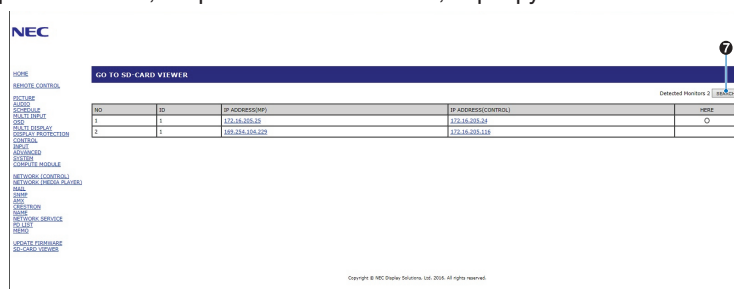 NEC
7
HOME
REMOTE CONTROL
PICTURE
AUDIO
SCHEDULE
MULTI INPUT
OSD
MULTI DISPLAY
DISPLAY PROTECTION
CONTROL
INPUT
ADVANCED
SYSTEM
COMPUTE MODULE
NETWORK (CONTROL)
NETWORK (MEDIA PLAYER)
MAIL
SNMP
AMX
CRESTRON
NAME
NETWORK SERVICE
PD LIST
MEMO
UPDATE FIRMWARE
SD-CARD VIEWER
GO TO SD-CARD VIEWER
Detected Monitors 2 SEARCH
NO ID IP ADDRESS(MP) IP ADDRESS(CONTROL) HERE
1 1 172.16.205.25 172.16.205.24 O
2 1 169.254.104.229 172.16.205.116
Copyright © NEC Display Solutions, Ltd. 2016. All rights reserved.